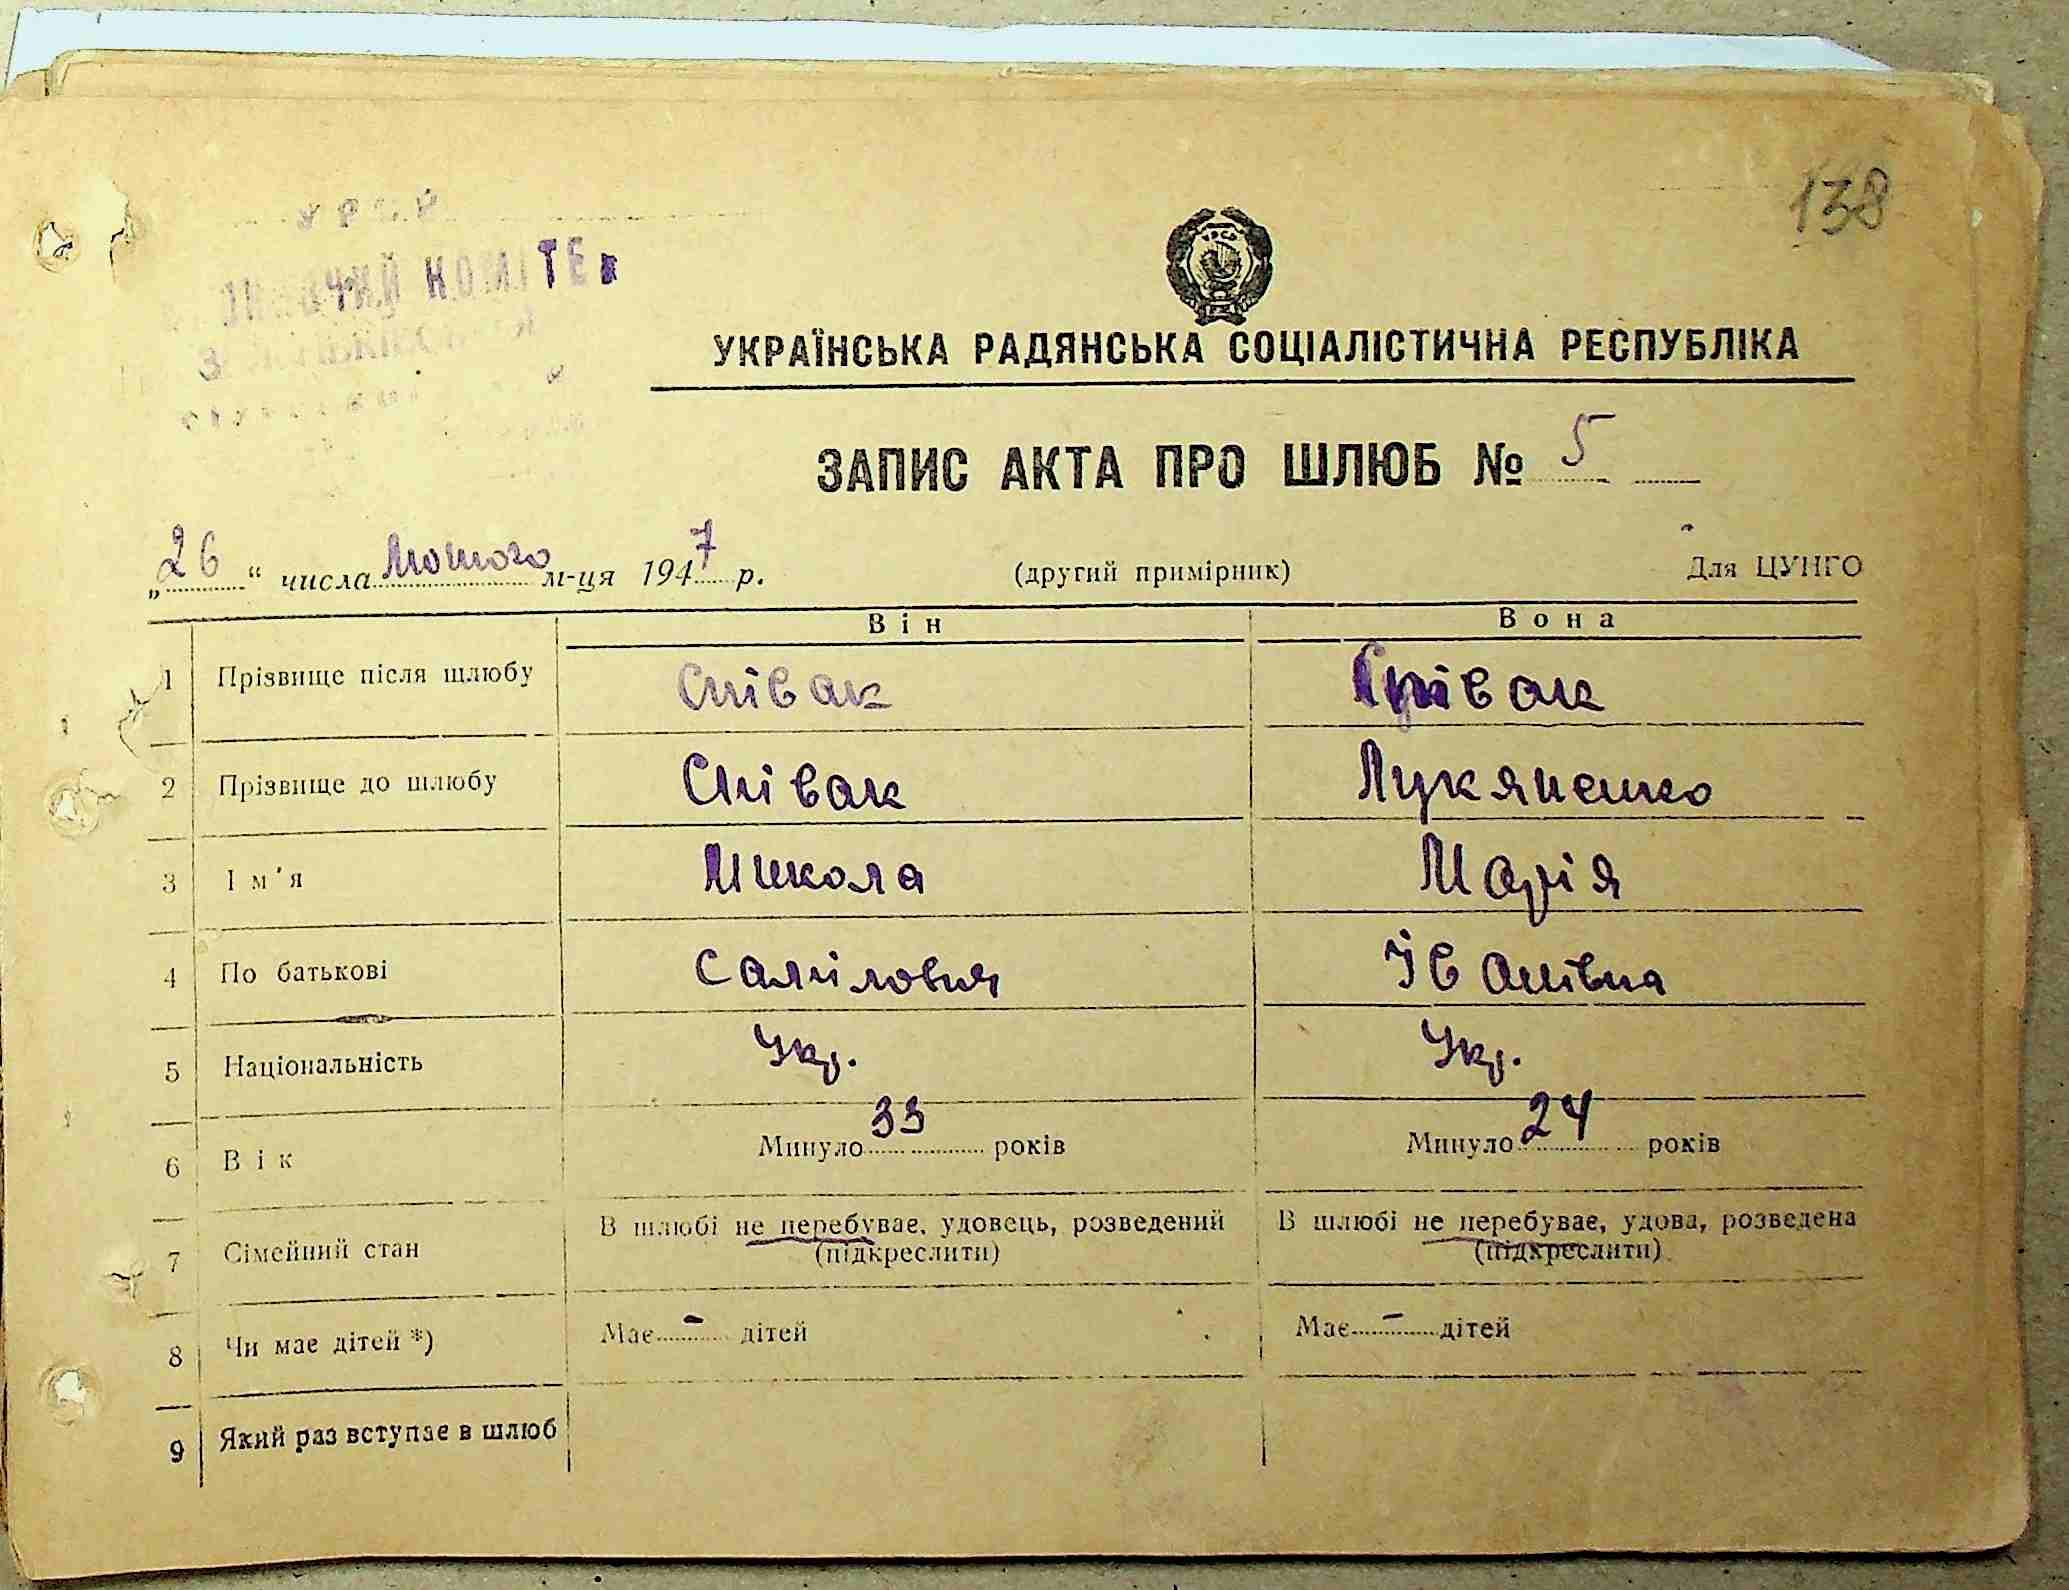 138
У Р С Р
КОМІТЕТ
УКРАЇНСЬКА РАДЯНСЬКА СОЦІАЛІСТИЧНА РЕСПУБЛІКА
ЗАПИС АКТА ПРО ШЛЮБ № 5
„26“ числа Лютого м-ця 1947 р. (другий примірник) Для ЦУНГО
Він Вона
1 Прізвище після шлюбу Співак Співак
2 Прізвище до шлюбу Співак Лукяненко
3 Ім'я Микола Марія
4 По батькові Іванівна
5 Національність Укр. Укр.
6 Вік Минуло 33 років Минуло 24 років
7 Сімейний стан В шлюбі не перебуває, удовець, розведений (підкреслити) В шлюбі не перебуває, удова, розведена (підкреслити)
8 Чи має дітей *) Має - дітей Має - дітей
9 Який раз вступає в шлюб